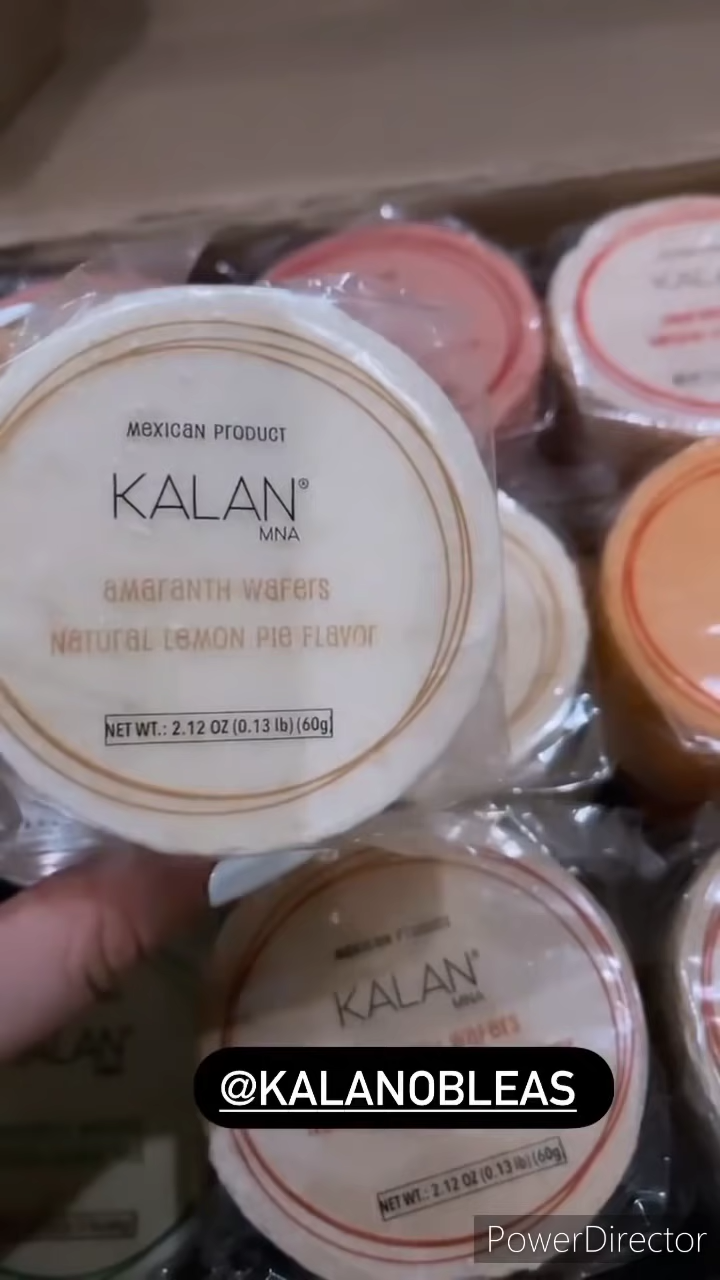 Mexican Product
KALAN®
MNA
amaranth wafers
Natural Lemon Pie Flavor
NET WT.: 2.12 OZ (0.13 lb) (60g)
KALAN®
MNA
wafers
@KALANOBLEAS
NET WT.: 2.12 OZ (0.13 lb) (60g)
PowerDirector